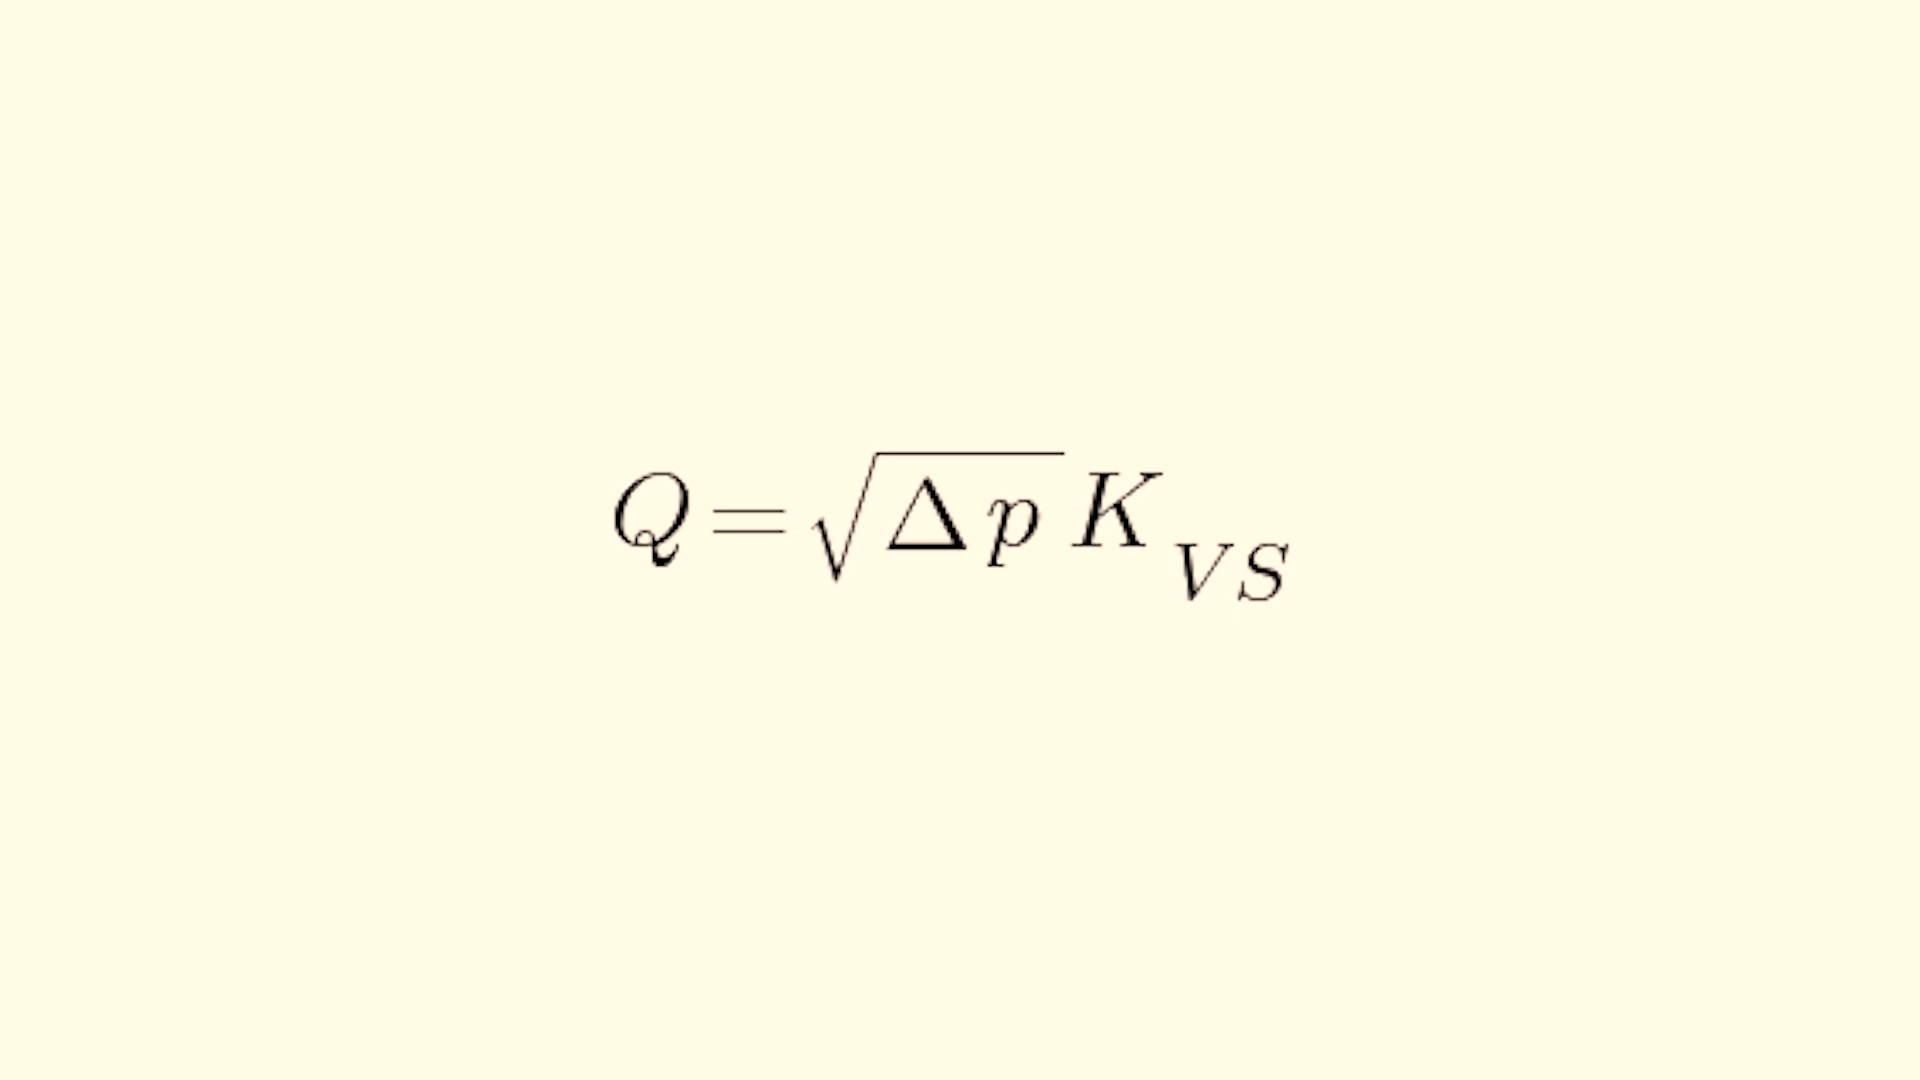 Q = √Δp K_VS